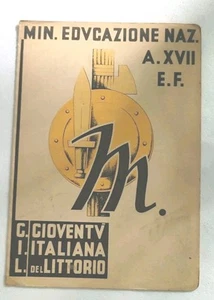 MIN. EDVCAZIONE NAZ.
A. XVII
E. F.
M.
G. GIOVENTV
I. ITALIANA
L. DEL LITTORIO